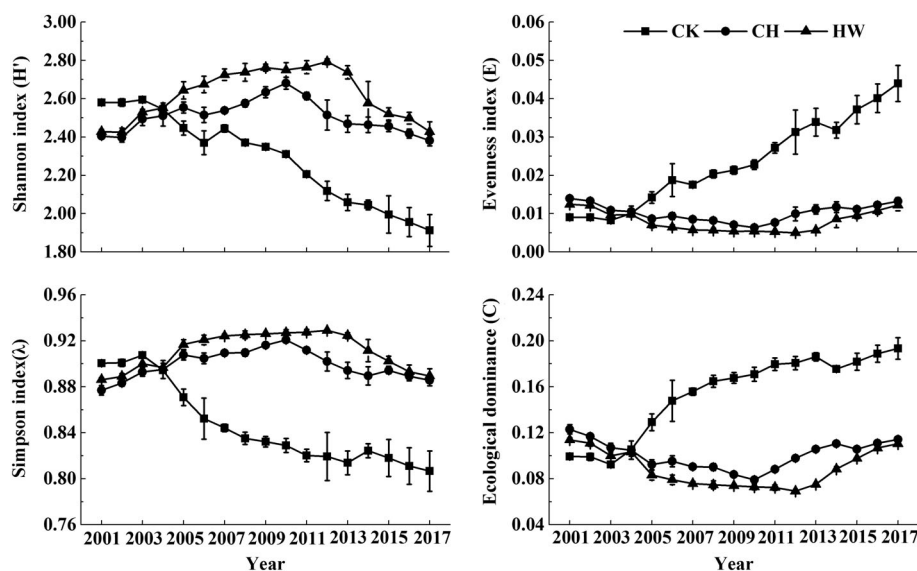 3.00
2.80
2.60
2.40
2.20
2.00
1.80
Shannon index (H')
0.06
0.05
0.04
0.03
0.02
0.01
0.00
Evenness index (E)
CK CH HW
0.96
0.92
0.88
0.84
0.80
0.76
Simpson index(λ)
2001 2003 2005 2007 2009 2011 2013 2015 2017
Year
0.24
0.20
0.16
0.12
0.08
0.04
Ecological dominance (C)
2001 2003 2005 2007 2009 2011 2013 2015 2017
Year